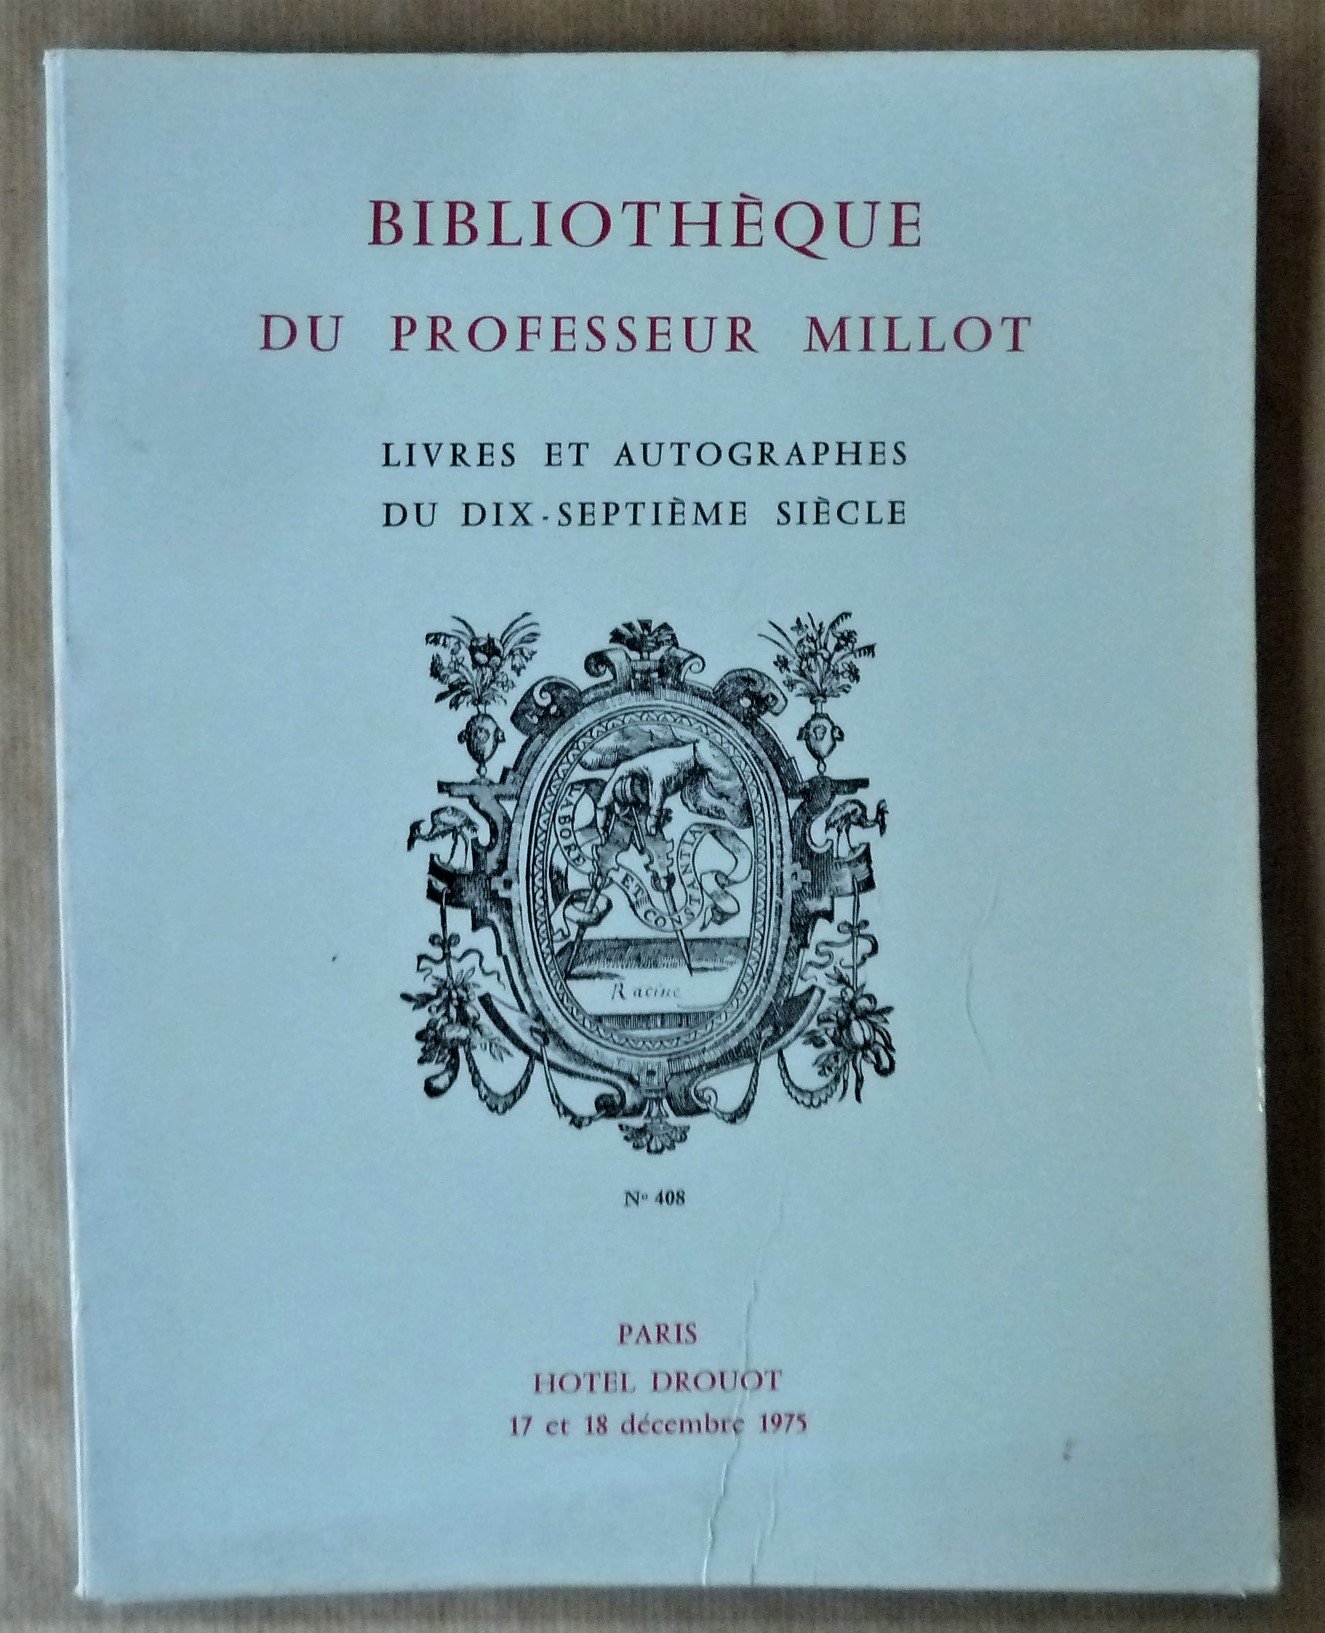 BIBLIOTHÈQUE
DU PROFESSEUR MILLOT
LIVRES ET AUTOGRAPHES
DU DIX-SEPTIÈME SIÈCLE
LABORE ET CONSTANTIA
Racine
Nº 408
PARIS
HOTEL DROUOT
17 et 18 décembre 1975